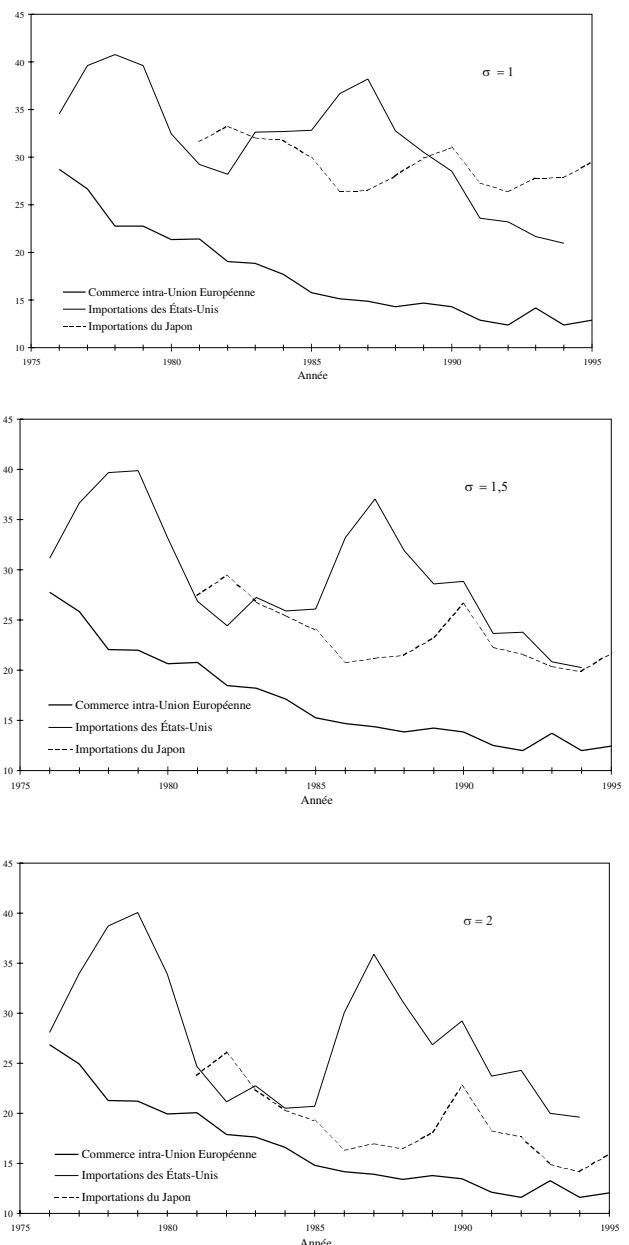 45
40
σ = 1
35
30
25
20
Commerce intra-Union Européenne
15
Importations des États-Unis
Importations du Japon
10
1975 1980 1985 1990 1995
Année
45
40
σ = 1,5
35
30
25
20
Commerce intra-Union Européenne
15
Importations des États-Unis
Importations du Japon
10
1975 1980 1985 1990 1995
Année
45
40
σ = 2
35
30
25
20
15
Commerce intra-Union Européenne
Importations des États-Unis
Importations du Japon
10
1975 1980 1985 1990 1995
Année